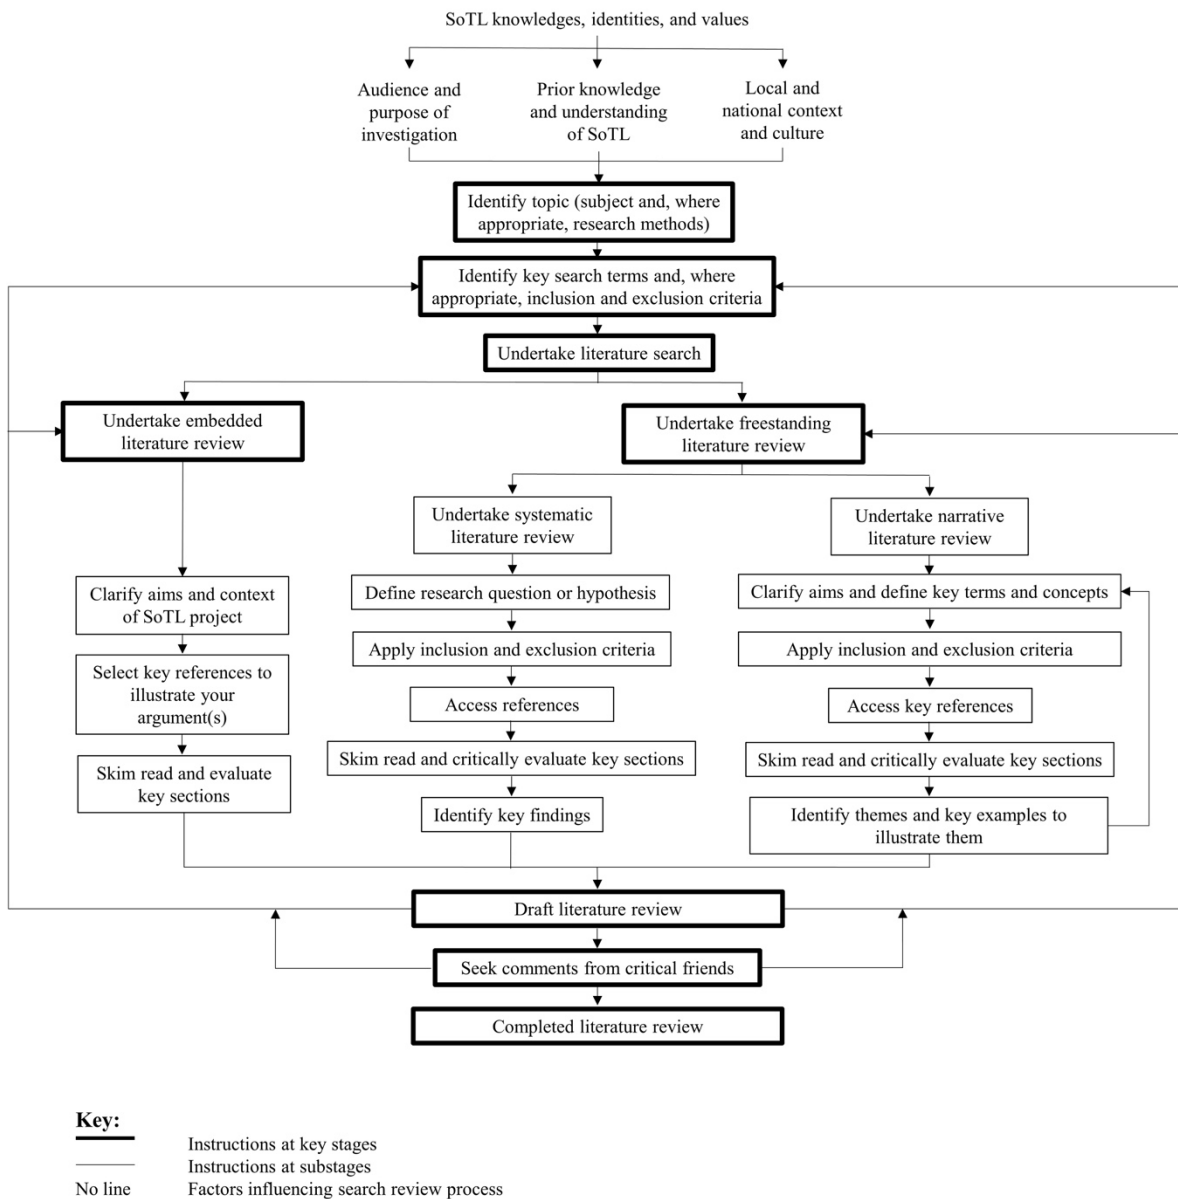 SoTL knowledges, identities, and values
Audience and
purpose of
investigation
Prior knowledge
and understanding
of SoTL
Local and
national context
and culture
Identify topic (subject and, where
appropriate, research methods)
Identify key search terms and, where
appropriate, inclusion and exclusion criteria
Undertake literature search
Undertake embedded
literature review
Undertake freestanding
literature review
Undertake systematic
literature review
Undertake narrative
literature review
Clarify aims and context
of SoTL project
Select key references to
illustrate your
argument(s)
Skim read and evaluate
key sections
Define research question or hypothesis
Apply inclusion and exclusion criteria
Access references
Skim read and critically evaluate key sections
Identify key findings
Clarify aims and define key terms and concepts
Apply inclusion and exclusion criteria
Access key references
Skim read and critically evaluate key sections
Identify themes and key examples to
illustrate them
Draft literature review
Seek comments from critical friends
Completed literature review
Key:
Instructions at key stages
Instructions at substages
No line Factors influencing search review process